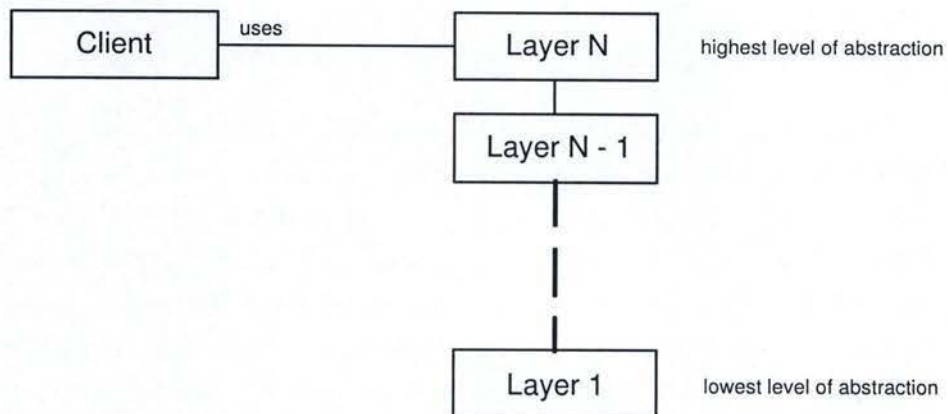 Client
uses
Layer N
highest level of abstraction
Layer N - 1
Layer 1
lowest level of abstraction